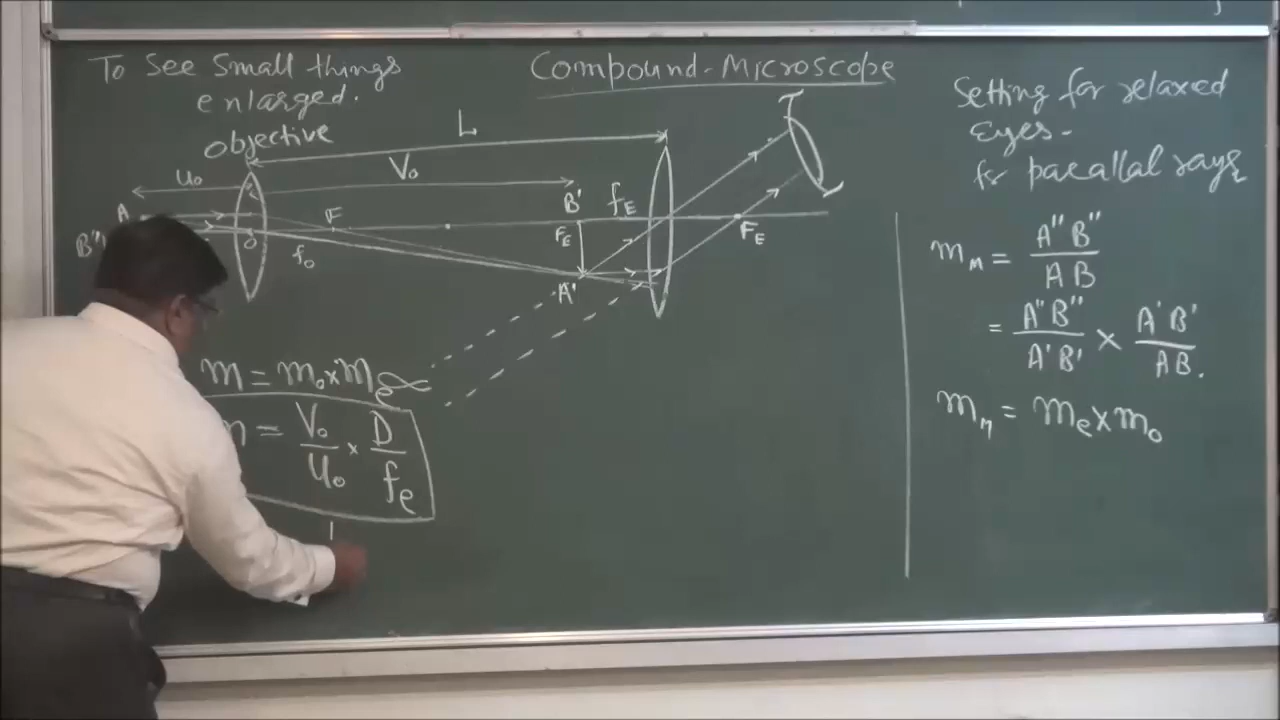 To See Small things
enlarged.
Compound-Microscope
objective
L
u₀
V₀
A
F
B'
f_E
B"
O
f₀
F_E
F_E
A'
m = m₀ × m_e
= V₀/u₀ × D/f_e
Setting for relaxed
Eyes-
for parallal rays
m_M = A"B"/AB
= A"B"/A'B' × A'B'/AB.
m_M = m_e × m₀